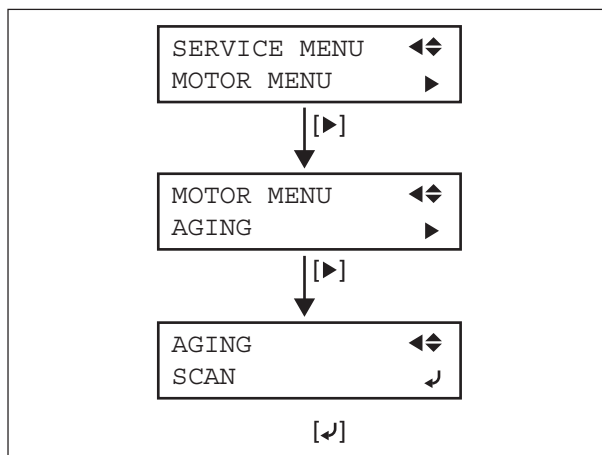 SERVICE MENU ◀♦
MOTOR MENU ▶
[▶]
MOTOR MENU ◀♦
AGING ▶
[▶]
AGING ◀♦
SCAN ↵
[↵]